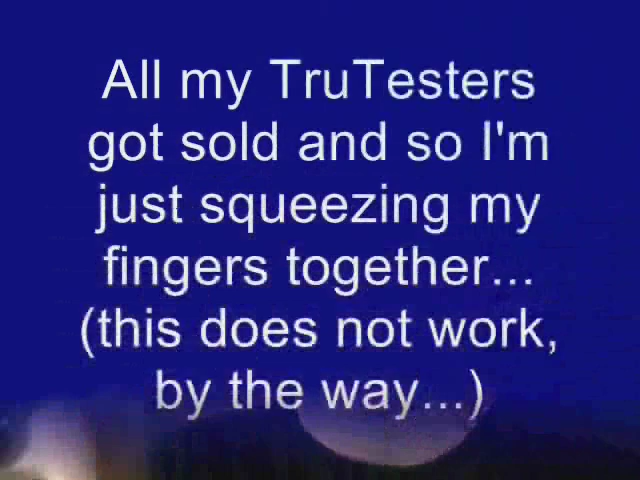 All my TruTesters
got sold and so I'm
just squeezing my
fingers together...
(this does not work,
by the way...)